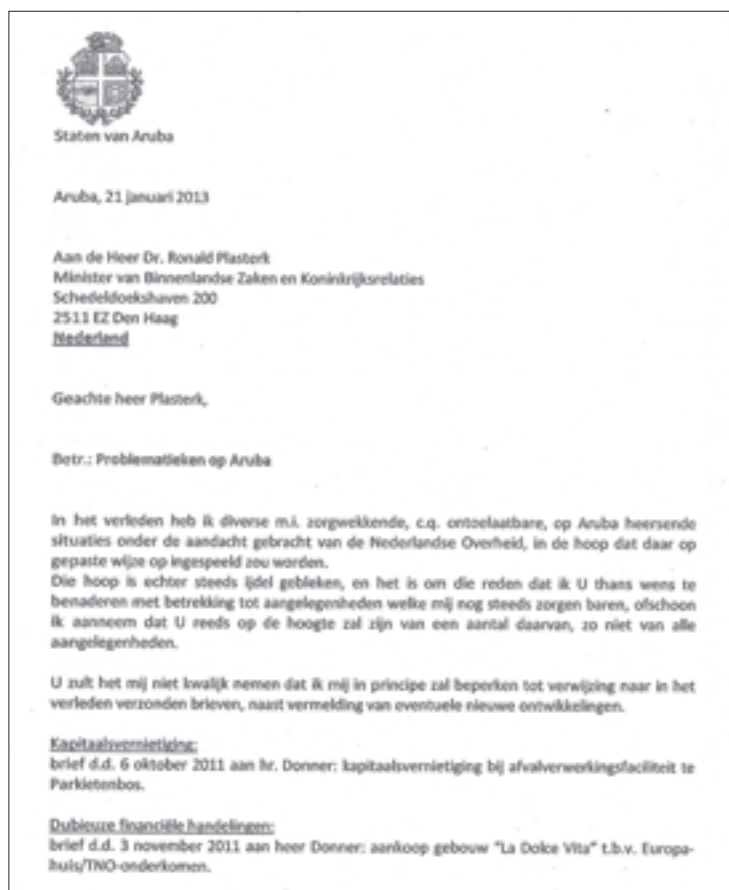 Staten van Aruba
Aruba, 21 januari 2013
Aan de Heer Dr. Ronald Plasterk
Minister van Binnenlandse Zaken en Koninkrijksrelaties
Schedeldoekshaven 200
2511 EZ Den Haag
Nederland
Geachte heer Plasterk,
Betr.: Problematieken op Aruba
In het verleden heb ik diverse m.i. zorgwekkende, c.q. ontoelaatbare, op Aruba heersende
situaties onder de aandacht gebracht van de Nederlandse Overheid, in de hoop dat daar op
gepaste wijze op ingespeeld zou worden.
Die hoop is echter steeds ijdel gebleken, en het is om die reden dat ik U thans wens te
benaderen met betrekking tot aangelegenheden welke mij nog steeds zorgen baren, ofschoon
ik aanneem dat U reeds op de hoogte zal zijn van een aantal daarvan, zo niet van alle
aangelegenheden.
U zult het mij niet kwalijk nemen dat ik mij in principe zal beperken tot verwijzing naar in het
verleden verzonden brieven, naast vermelding van eventuele nieuwe ontwikkelingen.
Kapitaalsvernietiging:
brief d.d. 6 oktober 2011 aan hr. Donner: kapitaalsvernietiging bij afvalverwerkingsfaciliteit te
Parkietenbos.
Dubieuze financiële handelingen:
brief d.d. 3 november 2011 aan heer Donner: aankoop gebouw "La Dolce Vita" t.b.v. Europa-
huis/TNO-onderkomen.